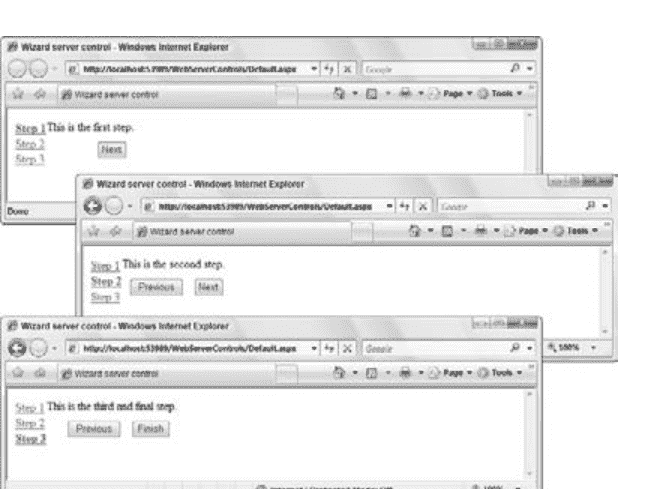 Wizard server control - Windows Internet Explorer
http://localhost:53989/WebServerControls/Default.aspx
Google
Wizard server control
Page
Tools
Step 1 This is the first step.
Step 2
Step 3
Next
Done
Wizard server control - Windows Internet Explorer
http://localhost:53989/WebServerControls/Default.aspx
Google
Wizard server control
Page
Tools
Step 1 This is the second step.
Step 2
Step 3
Previous
Next
100%
Wizard server control - Windows Internet Explorer
http://localhost:53989/WebServerControls/Default.aspx
Google
Wizard server control
Page
Tools
Step 1 This is the third and final step.
Step 2
Step 3
Previous
Finish